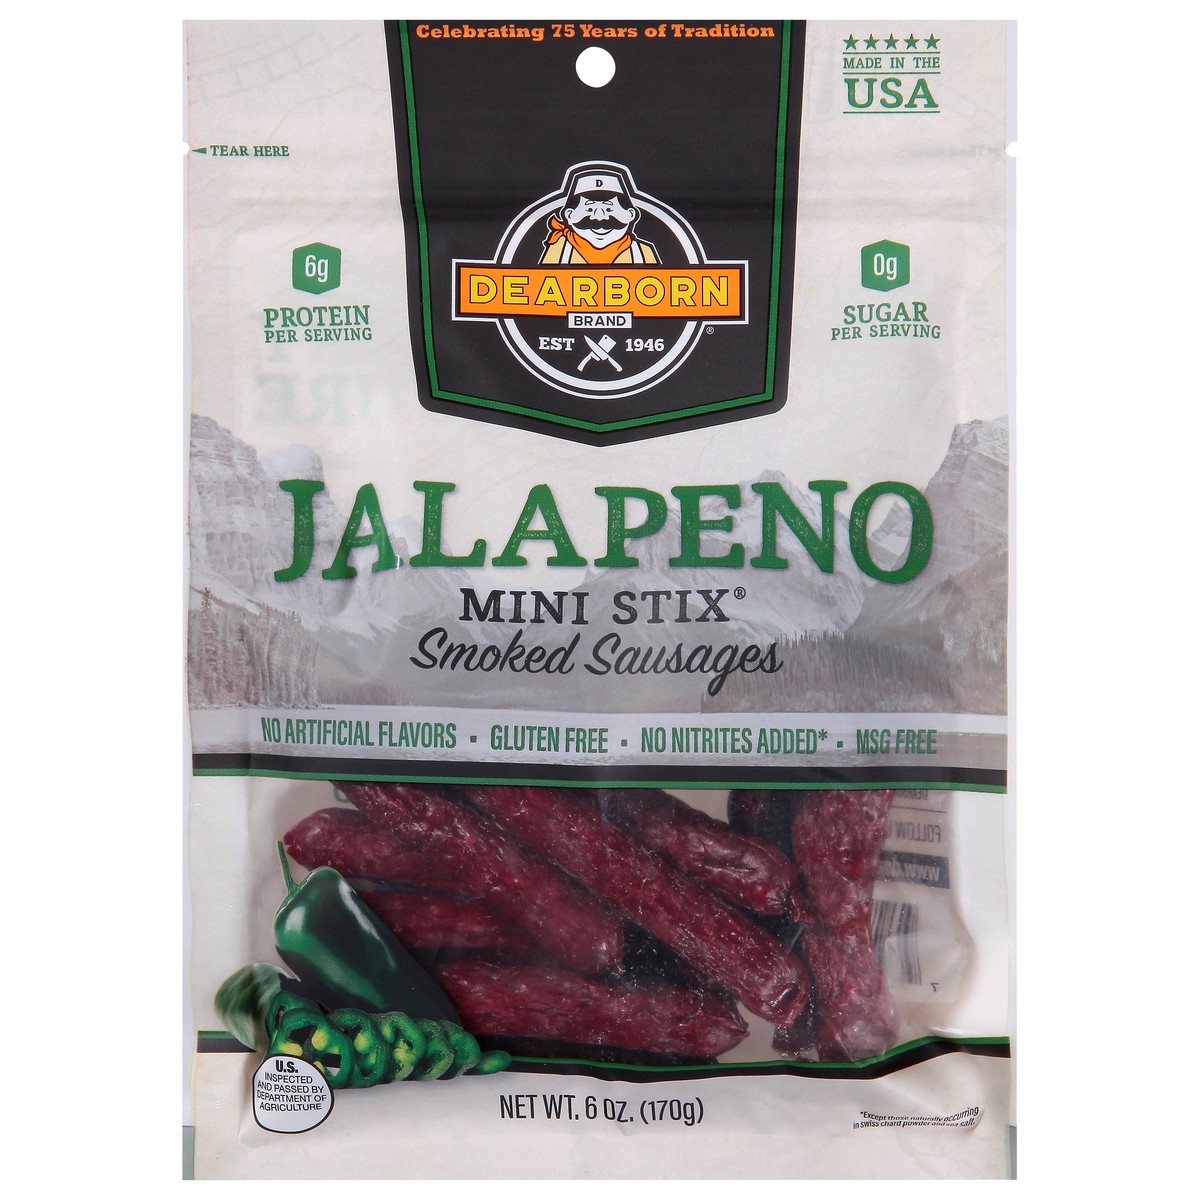 Celebrating 75 Years of Tradition
★★★★★
MADE IN THE
USA
TEAR HERE
D
6g
PROTEIN
PER SERVING
0g
SUGAR
PER SERVING
DEARBORN
BRAND
®
EST 1946
JALAPENO
MINI STIX®
Smoked Sausages
NO ARTIFICIAL FLAVORS • GLUTEN FREE • NO NITRITES ADDED* • MSG FREE
U.S.
INSPECTED
AND PASSED BY
DEPARTMENT OF
AGRICULTURE
NET WT. 6 OZ. (170g)
*Except those naturally occurring
in swiss chard powder and sea salt.